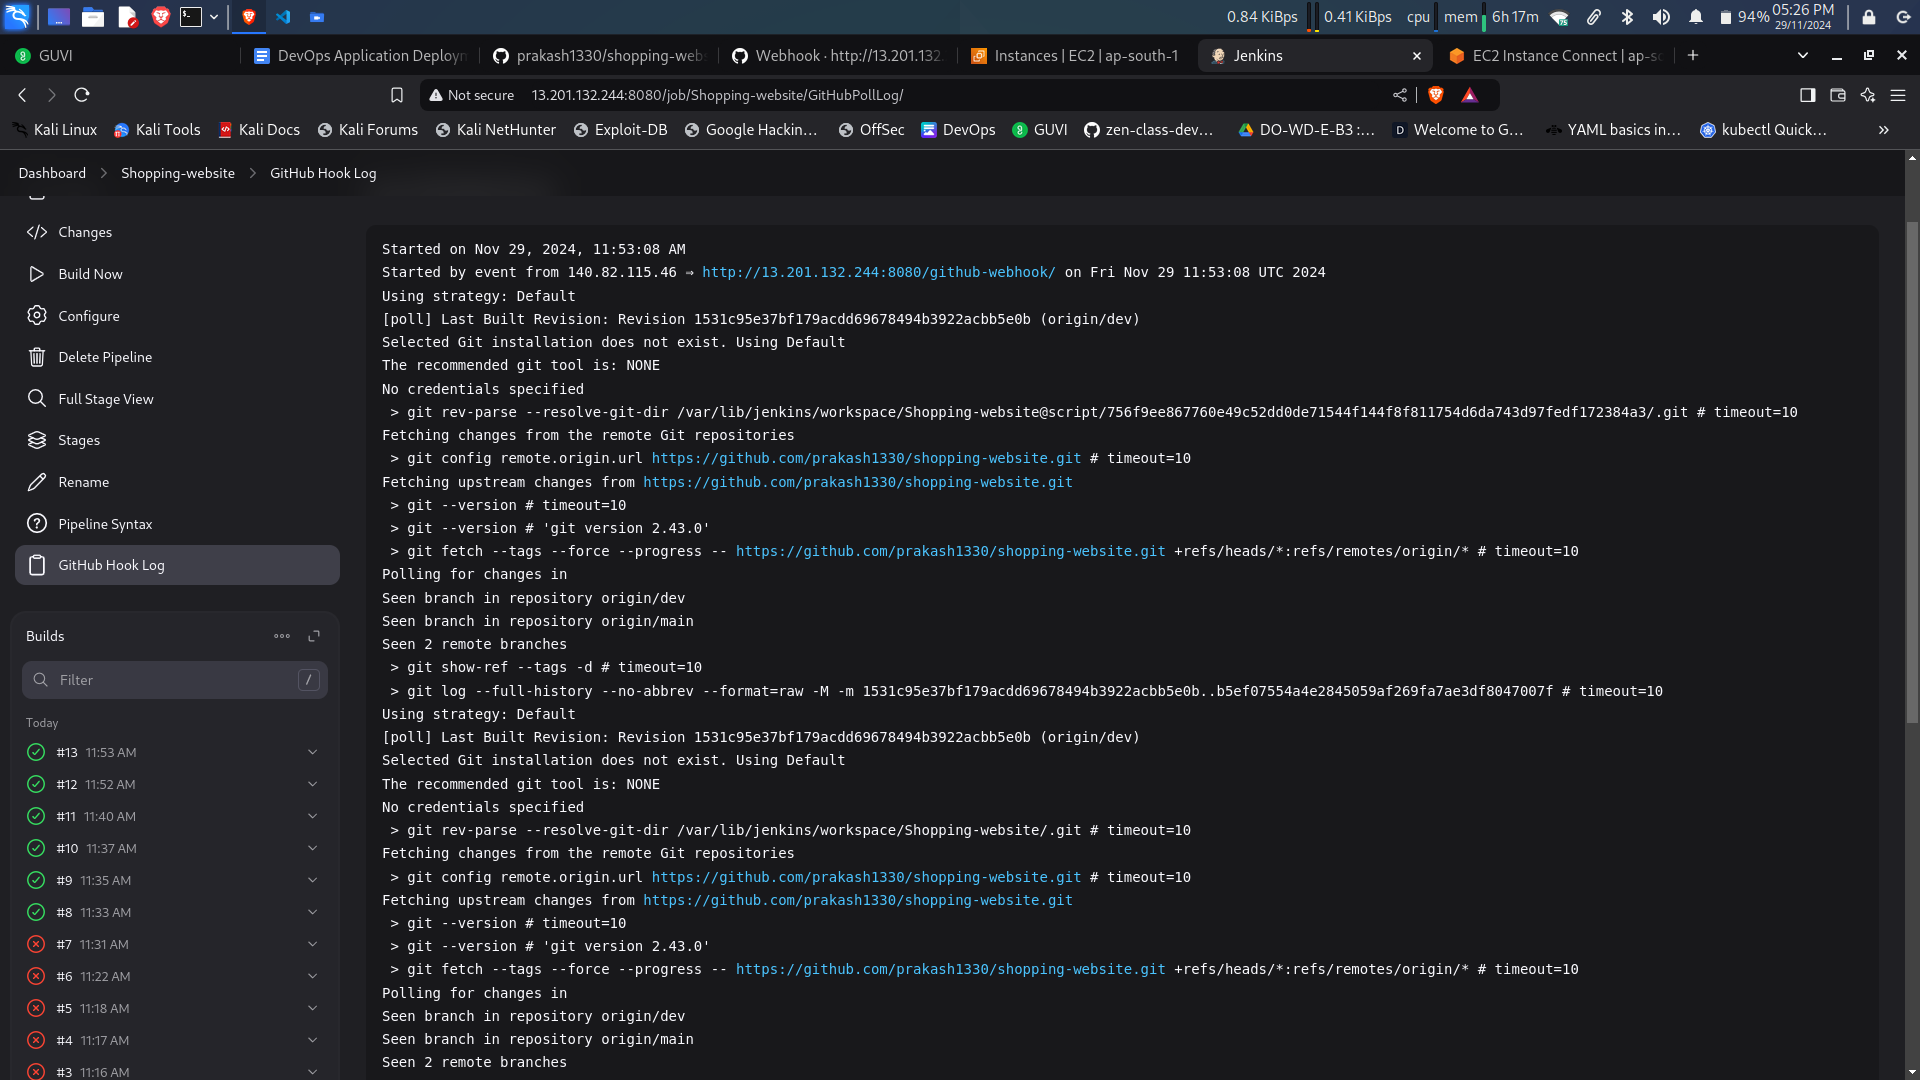 0.84 KiBps 0.41 KiBps cpu mem 6h 17m 94% 05:26 PM
29/11/2024
GUVI
DevOps Application Deploym
prakash1330/shopping-webs
Webhook · http://13.201.132.
Instances | EC2 | ap-south-1
Jenkins
EC2 Instance Connect | ap-so
Not secure 13.201.132.244:8080/job/Shopping-website/GitHubPollLog/
Kali Linux
Kali Tools
Kali Docs
Kali Forums
Kali NetHunter
Exploit-DB
Google Hackin...
OffSec
DevOps
GUVI
zen-class-dev...
DO-WD-E-B3 :...
Welcome to G...
YAML basics in...
kubectl Quick...
Dashboard > Shopping-website > GitHub Hook Log
Changes
Build Now
Configure
Delete Pipeline
Full Stage View
Stages
Rename
Pipeline Syntax
GitHub Hook Log
Builds
Filter /
Today
#13 11:53 AM
#12 11:52 AM
#11 11:40 AM
#10 11:37 AM
#9 11:35 AM
#8 11:33 AM
#7 11:31 AM
#6 11:22 AM
#5 11:18 AM
#4 11:17 AM
#3 11:16 AM
Started on Nov 29, 2024, 11:53:08 AM
Started by event from 140.82.115.46 ⇒ http://13.201.132.244:8080/github-webhook/ on Fri Nov 29 11:53:08 UTC 2024
Using strategy: Default
[poll] Last Built Revision: Revision 1531c95e37bf179acdd69678494b3922acbb5e0b (origin/dev)
Selected Git installation does not exist. Using Default
The recommended git tool is: NONE
No credentials specified
> git rev-parse --resolve-git-dir /var/lib/jenkins/workspace/Shopping-website@script/756f9ee867760e49c52dd0de71544f144f8f811754d6da743d97fedf172384a3/.git # timeout=10
Fetching changes from the remote Git repositories
> git config remote.origin.url https://github.com/prakash1330/shopping-website.git # timeout=10
Fetching upstream changes from https://github.com/prakash1330/shopping-website.git
> git --version # timeout=10
> git --version # 'git version 2.43.0'
> git fetch --tags --force --progress -- https://github.com/prakash1330/shopping-website.git +refs/heads/*:refs/remotes/origin/* # timeout=10
Polling for changes in
Seen branch in repository origin/dev
Seen branch in repository origin/main
Seen 2 remote branches
> git show-ref --tags -d # timeout=10
> git log --full-history --no-abbrev --format=raw -M -m 1531c95e37bf179acdd69678494b3922acbb5e0b..b5ef07554a4e2845059af269fa7ae3df8047007f # timeout=10
Using strategy: Default
[poll] Last Built Revision: Revision 1531c95e37bf179acdd69678494b3922acbb5e0b (origin/dev)
Selected Git installation does not exist. Using Default
The recommended git tool is: NONE
No credentials specified
> git rev-parse --resolve-git-dir /var/lib/jenkins/workspace/Shopping-website/.git # timeout=10
Fetching changes from the remote Git repositories
> git config remote.origin.url https://github.com/prakash1330/shopping-website.git # timeout=10
Fetching upstream changes from https://github.com/prakash1330/shopping-website.git
> git --version # timeout=10
> git --version # 'git version 2.43.0'
> git fetch --tags --force --progress -- https://github.com/prakash1330/shopping-website.git +refs/heads/*:refs/remotes/origin/* # timeout=10
Polling for changes in
Seen branch in repository origin/dev
Seen branch in repository origin/main
Seen 2 remote branches